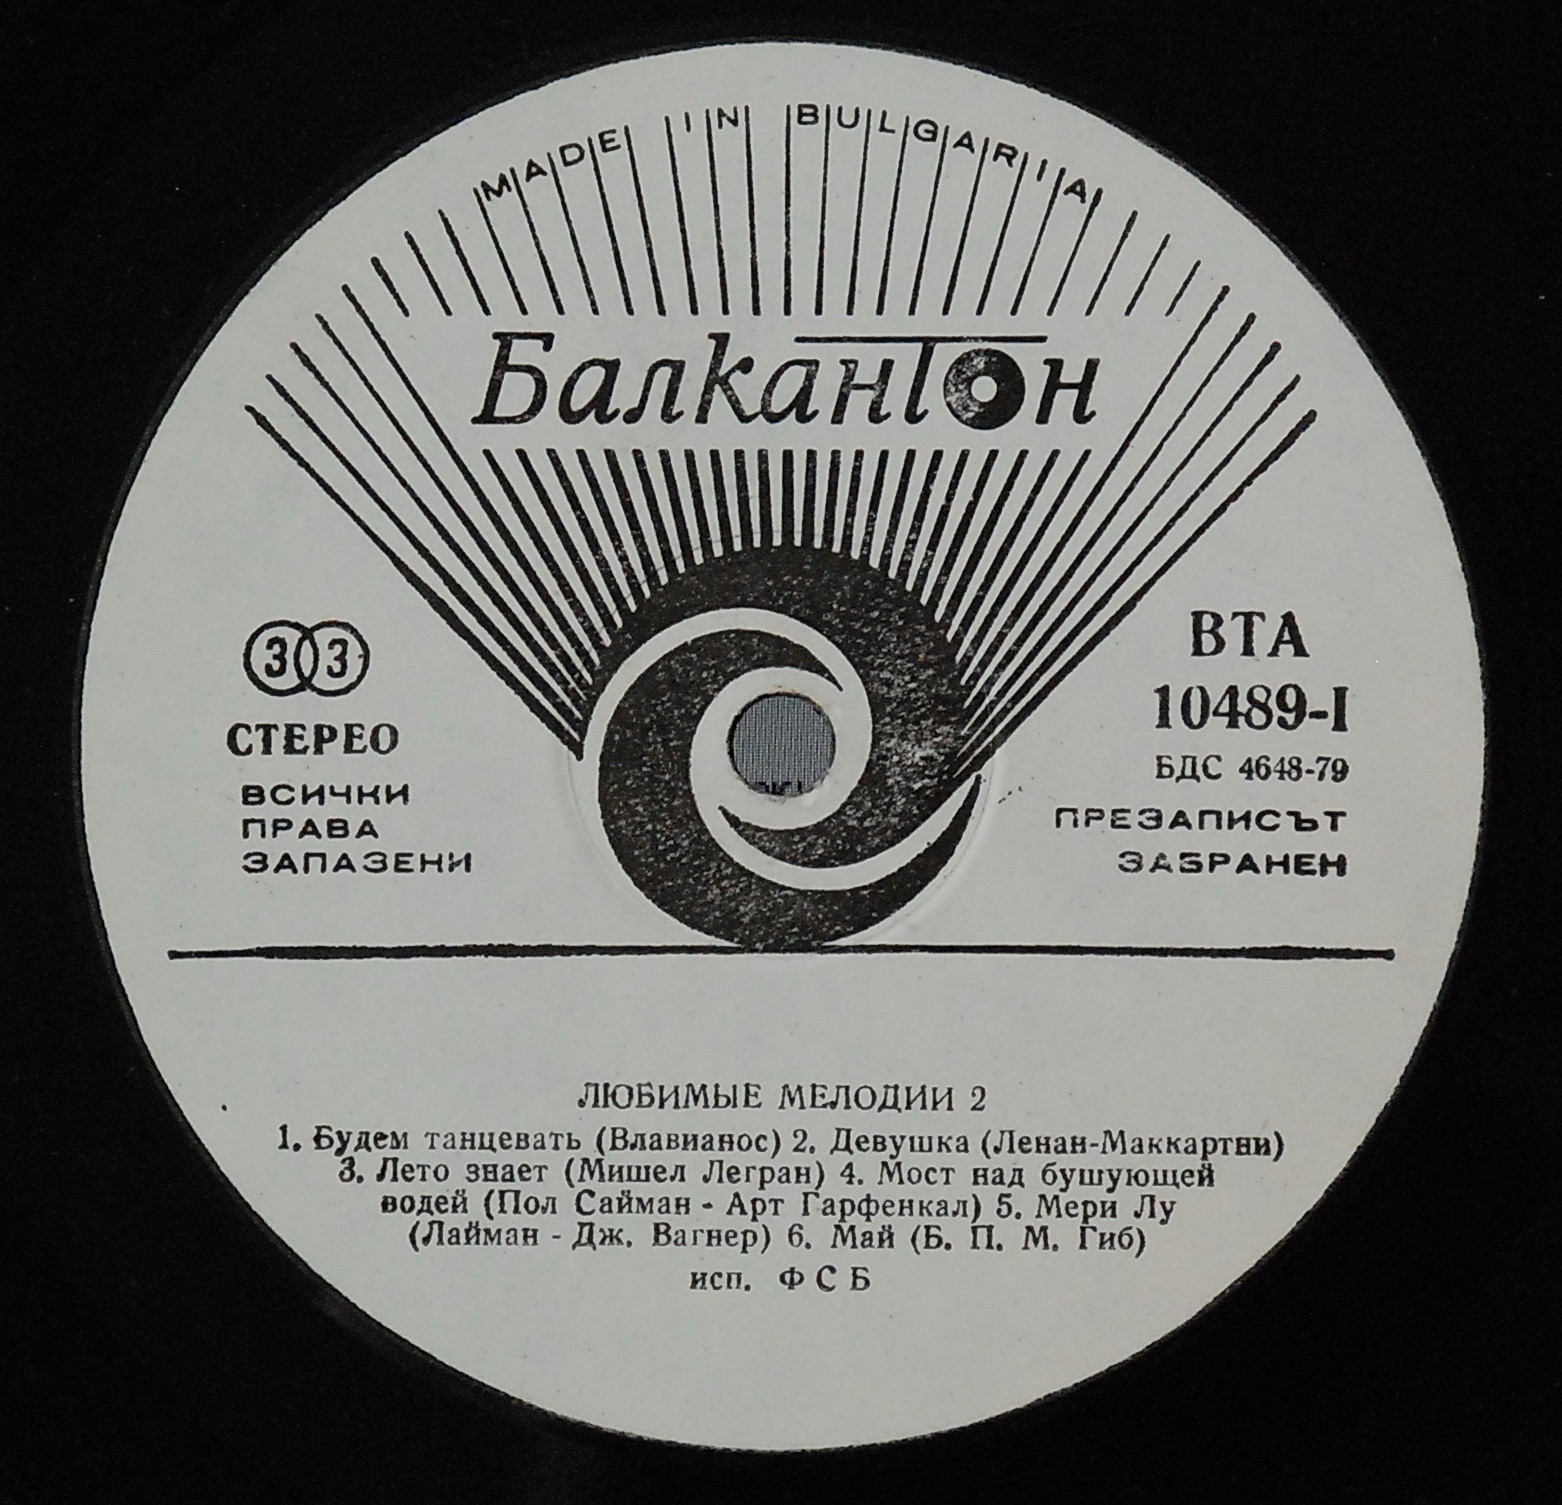 MADE IN BULGARIA
Балкантон
33
СТЕРЕО
ВСИЧКИ
ПРАВА
ЗАПАЗЕНИ
ВТА
10489-I
БДС 4648-79
ПРЕЗАПИСЪТ
ЗАБРАНЕН
ЛЮБИМЫЕ МЕЛОДИИ 2
1. Будем танцевать (Влавианос) 2. Девушка (Ленан-Маккартни)
3. Лето знает (Мишел Легран) 4. Мост над бушующей
водей (Пол Сайман - Арт Гарфенкал) 5. Мери Лу
(Лайман - Дж. Вагнер) 6. Май (Б. П. М. Гиб)
исп. Ф С Б